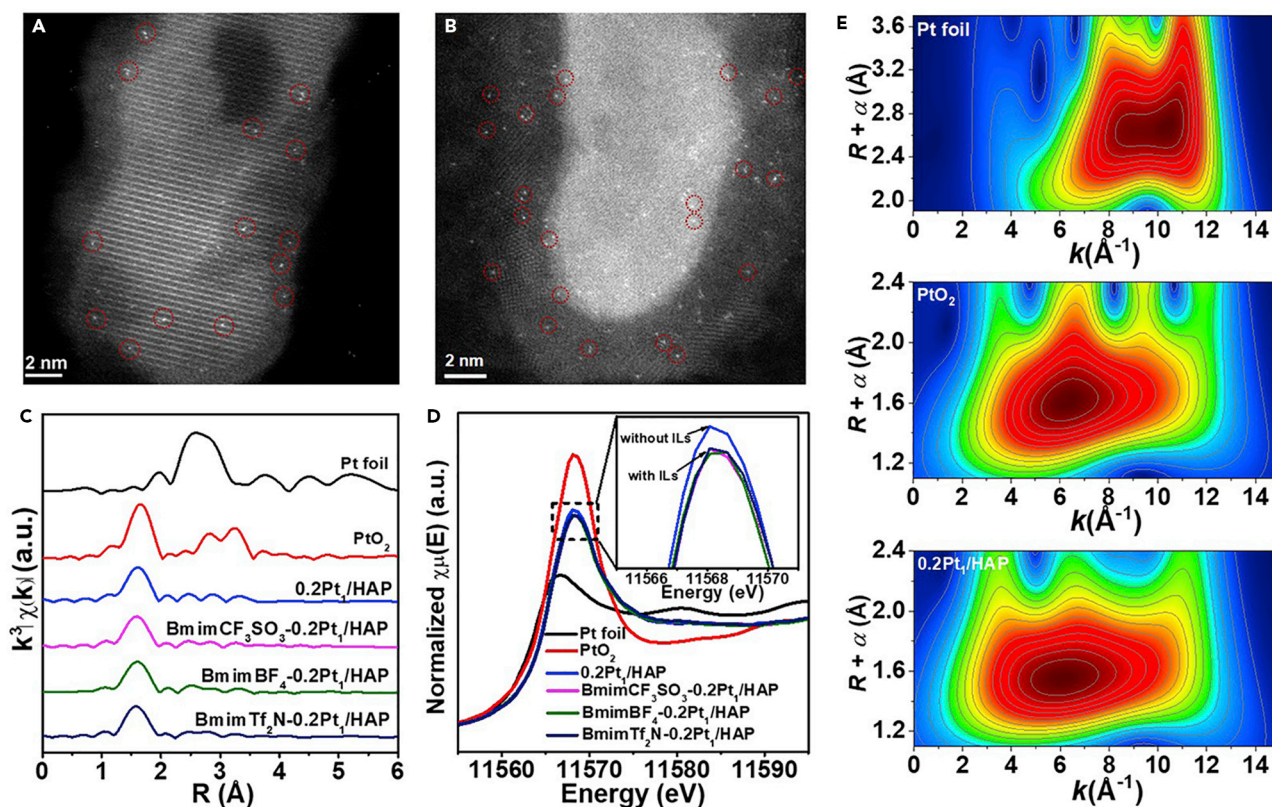 A
2 nm
B
2 nm
C
k³|χ(k)| (a.u.)
Pt foil
PtO₂
0.2Pt₁/HAP
BmimCF₃SO₃-0.2Pt₁/HAP
BmimBF₄-0.2Pt₁/HAP
BmimTf₂N-0.2Pt₁/HAP
0 1 2 3 4 5 6
R (Å)
D
Normalized χμ(E) (a.u.)
without ILs
with ILs
11566 11568 11570
Energy (eV)
Pt foil
PtO₂
0.2Pt₁/HAP
BmimCF₃SO₃-0.2Pt₁/HAP
BmimBF₄-0.2Pt₁/HAP
BmimTf₂N-0.2Pt₁/HAP
11560 11570 11580 11590
Energy (eV)
E
Pt foil
R + α (Å)
3.6
3.2
2.8
2.4
2.0
0 2 4 6 8 10 12 14
k(Å⁻¹)
PtO₂
R + α (Å)
2.4
2.0
1.6
1.2
0 2 4 6 8 10 12 14
k(Å⁻¹)
0.2Pt₁/HAP
R + α (Å)
2.4
2.0
1.6
1.2
0 2 4 6 8 10 12 14
k(Å⁻¹)